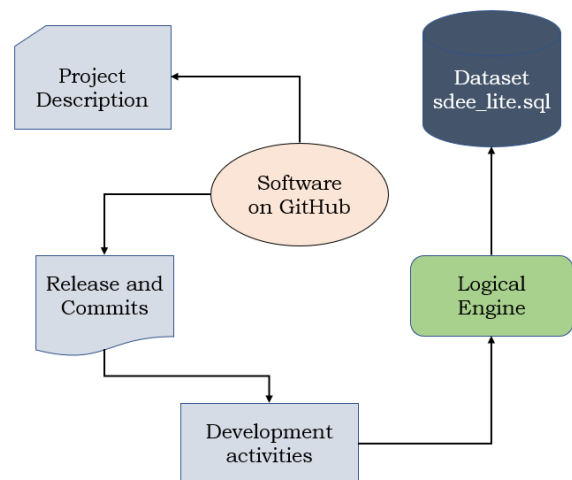 Project
Description
Dataset
sdee_lite.sql
Software
on GitHub
Release and
Commits
Logical
Engine
Development
activities